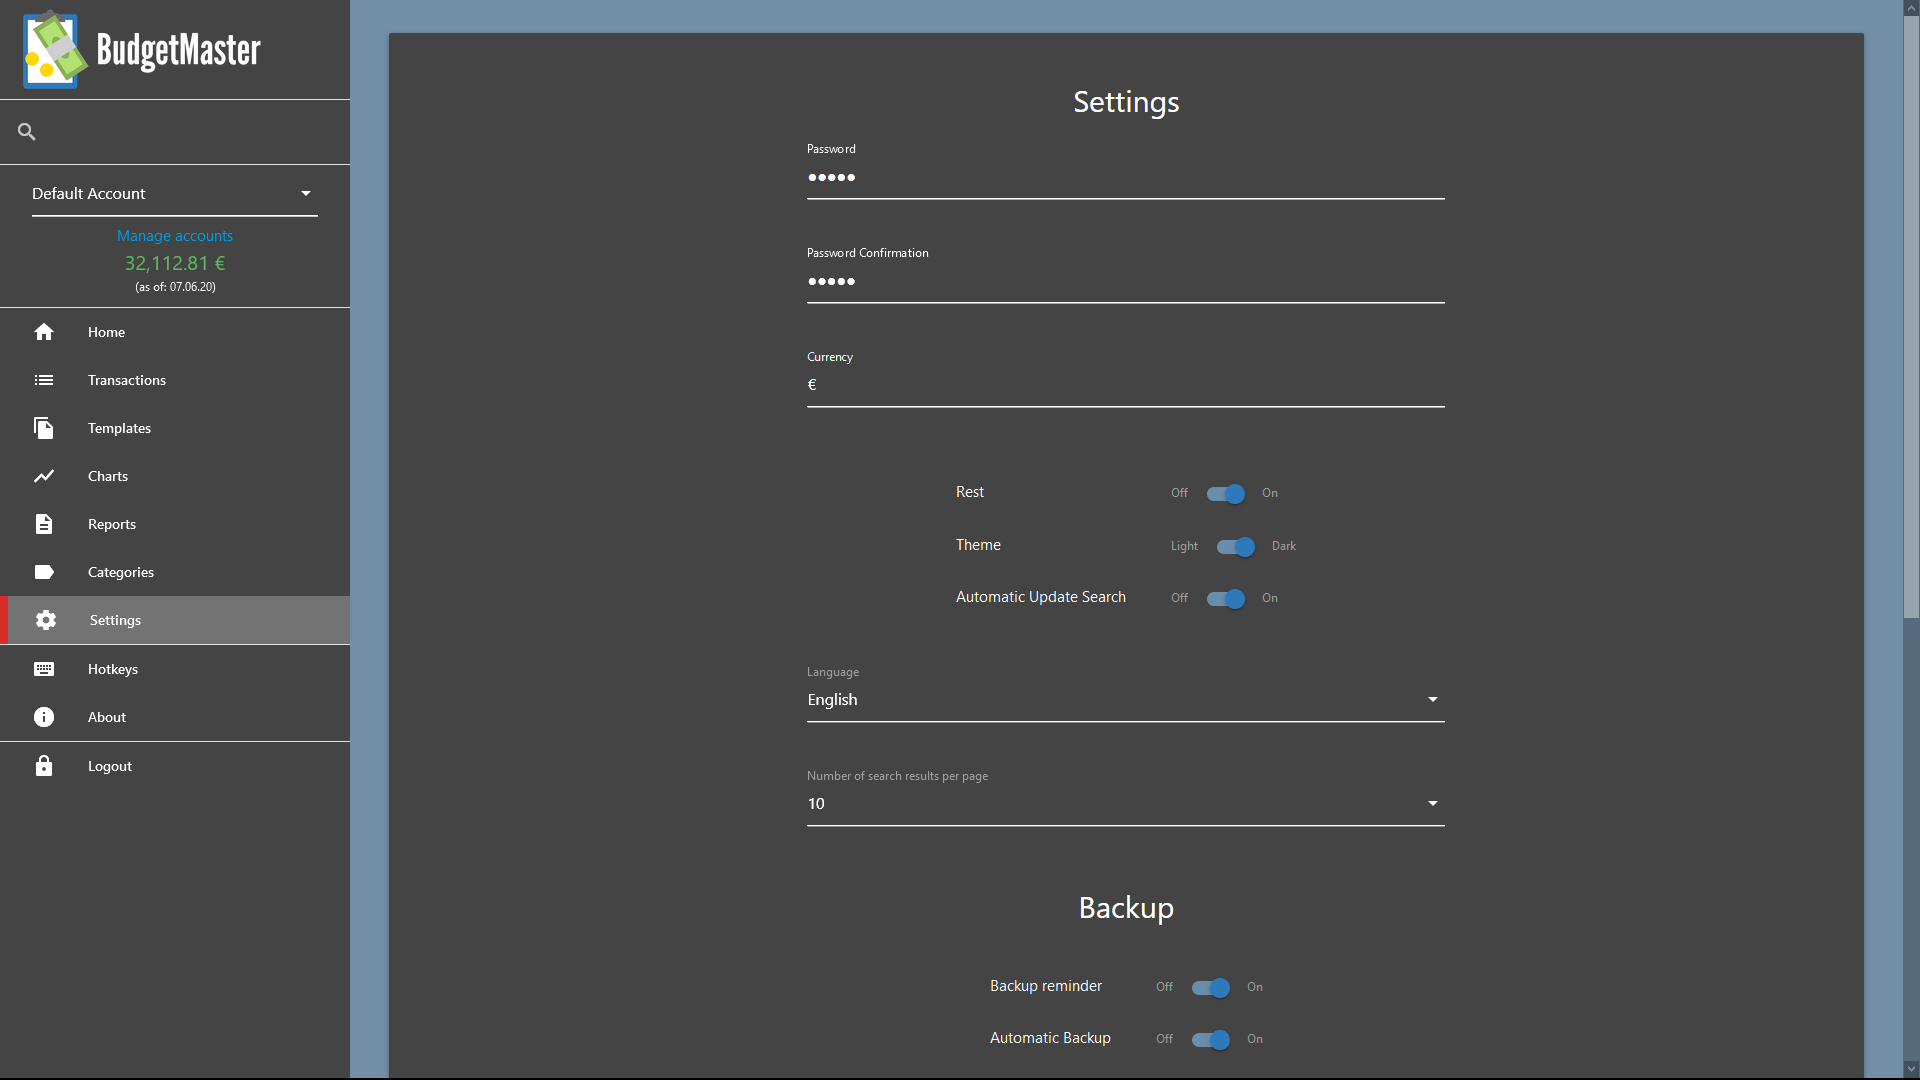 BudgetMaster
Default Account
Manage accounts
32,112.81 €
(as of: 07.06.20)
Home
Transactions
Templates
Charts
Reports
Categories
Settings
Hotkeys
About
Logout
Settings
Password
•••••
Password Confirmation
•••••
Currency
€
Rest Off On
Theme Light Dark
Automatic Update Search Off On
Language
English
Number of search results per page
10
Backup
Backup reminder Off On
Automatic Backup Off On